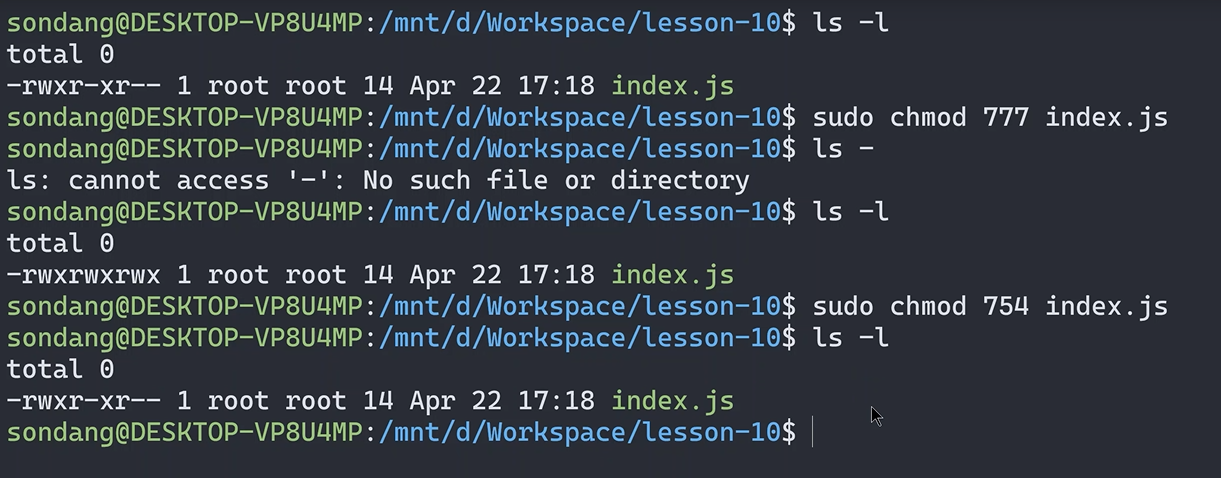 sondang@DESKTOP-VP8U4MP:/mnt/d/Workspace/lesson-10$ ls -l
total 0
-rwxr-xr-- 1 root root 14 Apr 22 17:18 index.js
sondang@DESKTOP-VP8U4MP:/mnt/d/Workspace/lesson-10$ sudo chmod 777 index.js
sondang@DESKTOP-VP8U4MP:/mnt/d/Workspace/lesson-10$ ls -
ls: cannot access '-': No such file or directory
sondang@DESKTOP-VP8U4MP:/mnt/d/Workspace/lesson-10$ ls -l
total 0
-rwxrwxrwx 1 root root 14 Apr 22 17:18 index.js
sondang@DESKTOP-VP8U4MP:/mnt/d/Workspace/lesson-10$ sudo chmod 754 index.js
sondang@DESKTOP-VP8U4MP:/mnt/d/Workspace/lesson-10$ ls -l
total 0
-rwxr-xr-- 1 root root 14 Apr 22 17:18 index.js
sondang@DESKTOP-VP8U4MP:/mnt/d/Workspace/lesson-10$